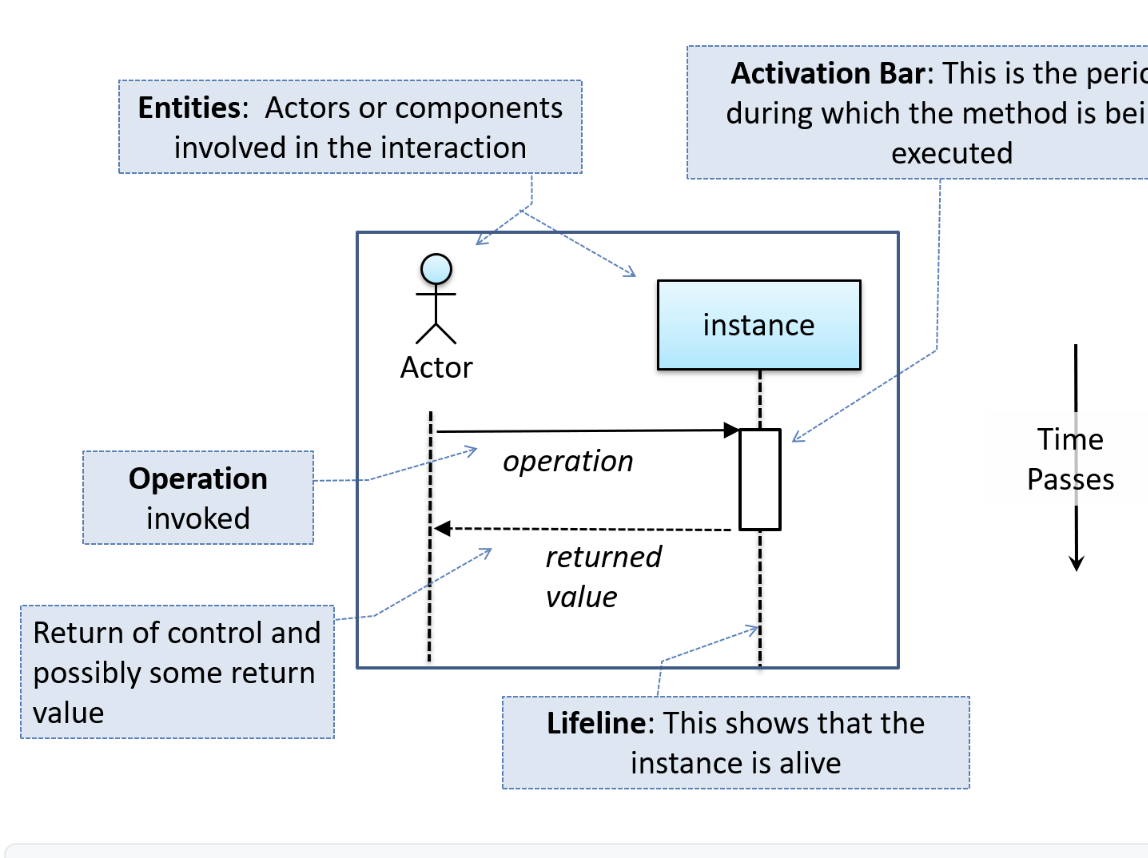 Entities:  Actors or components
involved in the interaction
Activation Bar: This is the
during which the method is
executed
Actor
instance
operation
Operation
invoked
Time
Passes
returned
value
Return of control and
possibly some return
value
Lifeline: This shows that the
instance is alive